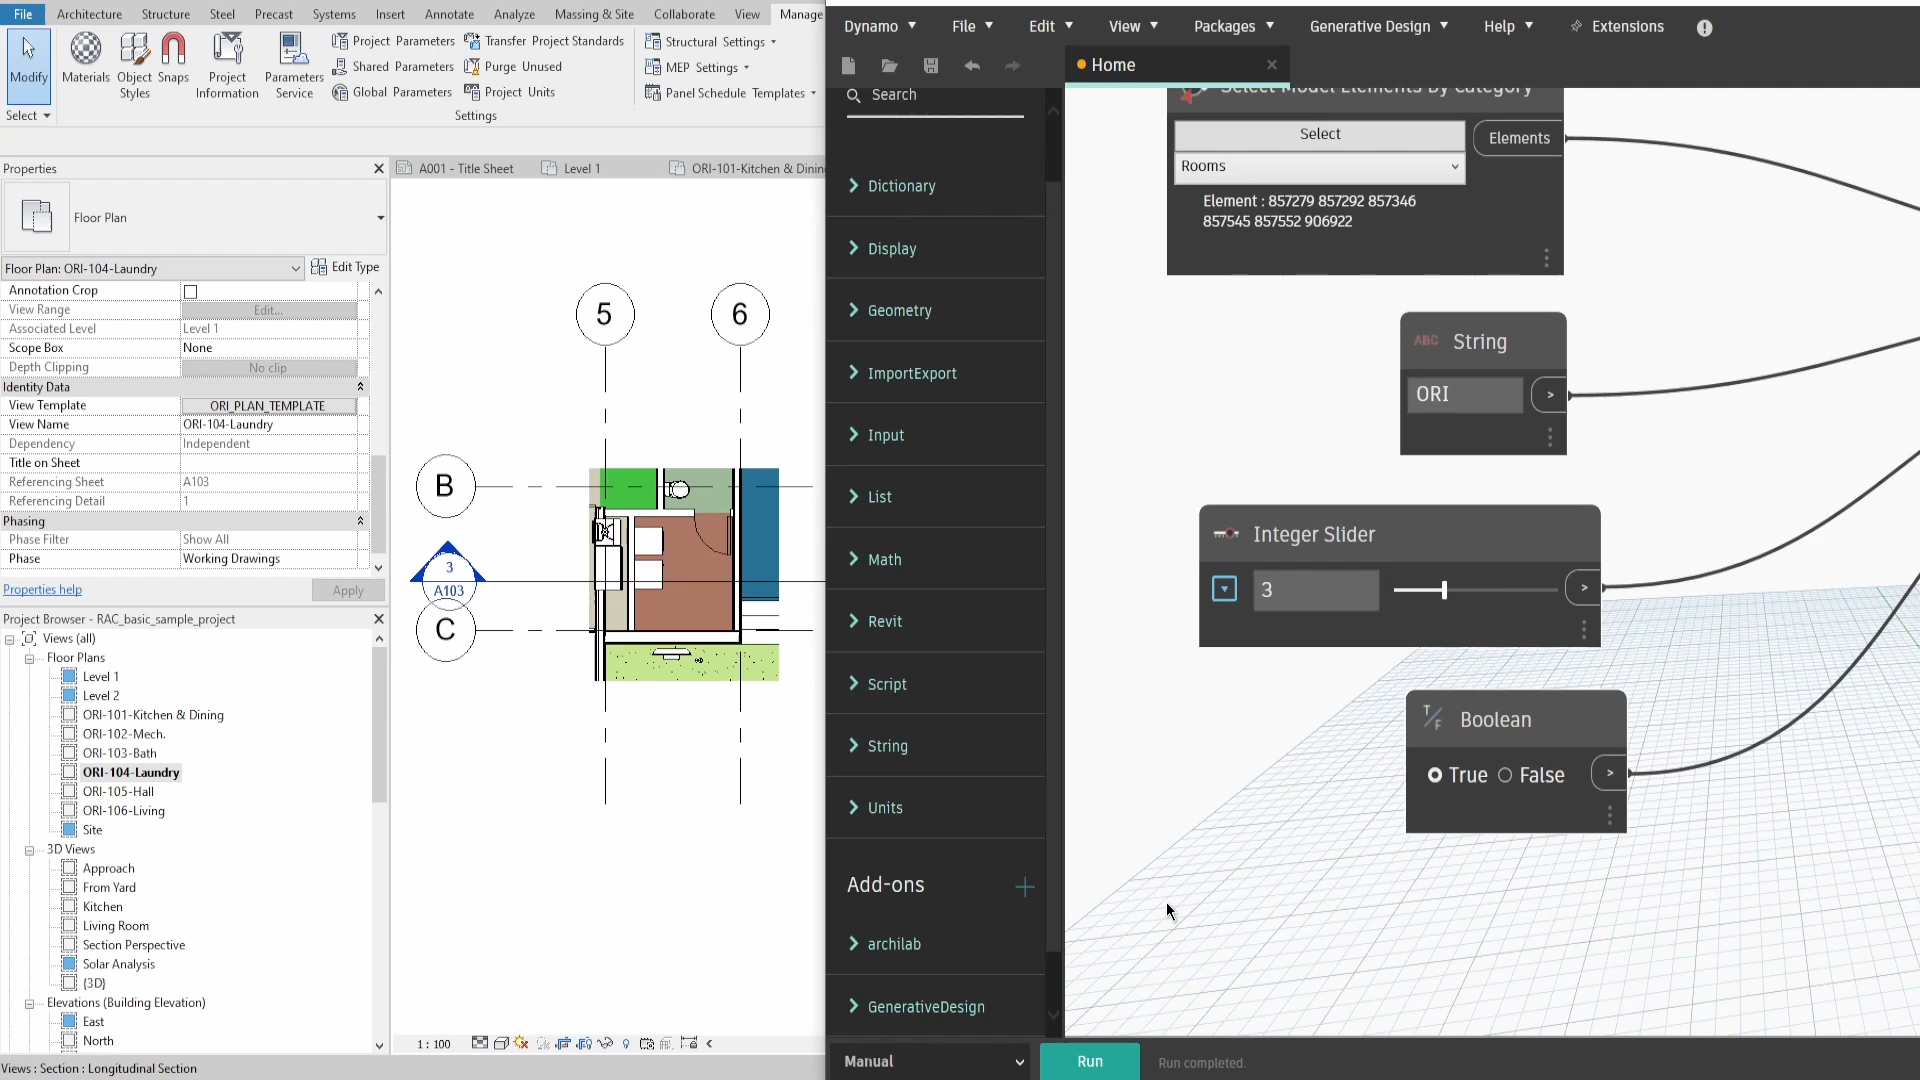 File Architecture Structure Steel Precast Systems Insert Annotate Analyze Massing & Site Collaborate View Manage
Modify
Materials
Object
Styles
Snaps
Project
Information
Parameters
Service
Project Parameters
Shared Parameters
Global Parameters
Transfer Project Standards
Purge Unused
Project Units
Structural Settings
MEP Settings
Panel Schedule Templates
Select
Settings
Properties
A001 - Title Sheet
Level 1
ORI-101-Kitchen & Dining
Floor Plan
Floor Plan: ORI-104-Laundry
Edit Type
Annotation Crop
View Range Edit...
Associated Level Level 1
Scope Box None
Depth Clipping No clip
Identity Data
View Template ORI_PLAN_TEMPLATE
View Name ORI-104-Laundry
Dependency Independent
Title on Sheet
Referencing Sheet A103
Referencing Detail 1
Phasing
Phase Filter Show All
Phase Working Drawings
Properties help
Apply
Project Browser - RAC_basic_sample_project
Views (all)
Floor Plans
Level 1
Level 2
ORI-101-Kitchen & Dining
ORI-102-Mech.
ORI-103-Bath
ORI-104-Laundry
ORI-105-Hall
ORI-106-Living
Site
3D Views
Approach
From Yard
Kitchen
Living Room
Section Perspective
Solar Analysis
{3D}
Elevations (Building Elevation)
East
North
Views : Section : Longitudinal Section
5
6
B
3
A103
C
1 : 100
Dynamo File Edit View Packages Generative Design Help Extensions
Home
Search
Dictionary
Display
Geometry
ImportExport
Input
List
Math
Revit
Script
String
Units
Add-ons
archilab
GenerativeDesign
Manual
Run
Run completed.
Select Model Elements By Category
Select
Elements
Rooms
Element : 857279 857292 857346
857545 857552 906922
ABC String
ORI
>
Integer Slider
3
>
T/F Boolean
True False
>